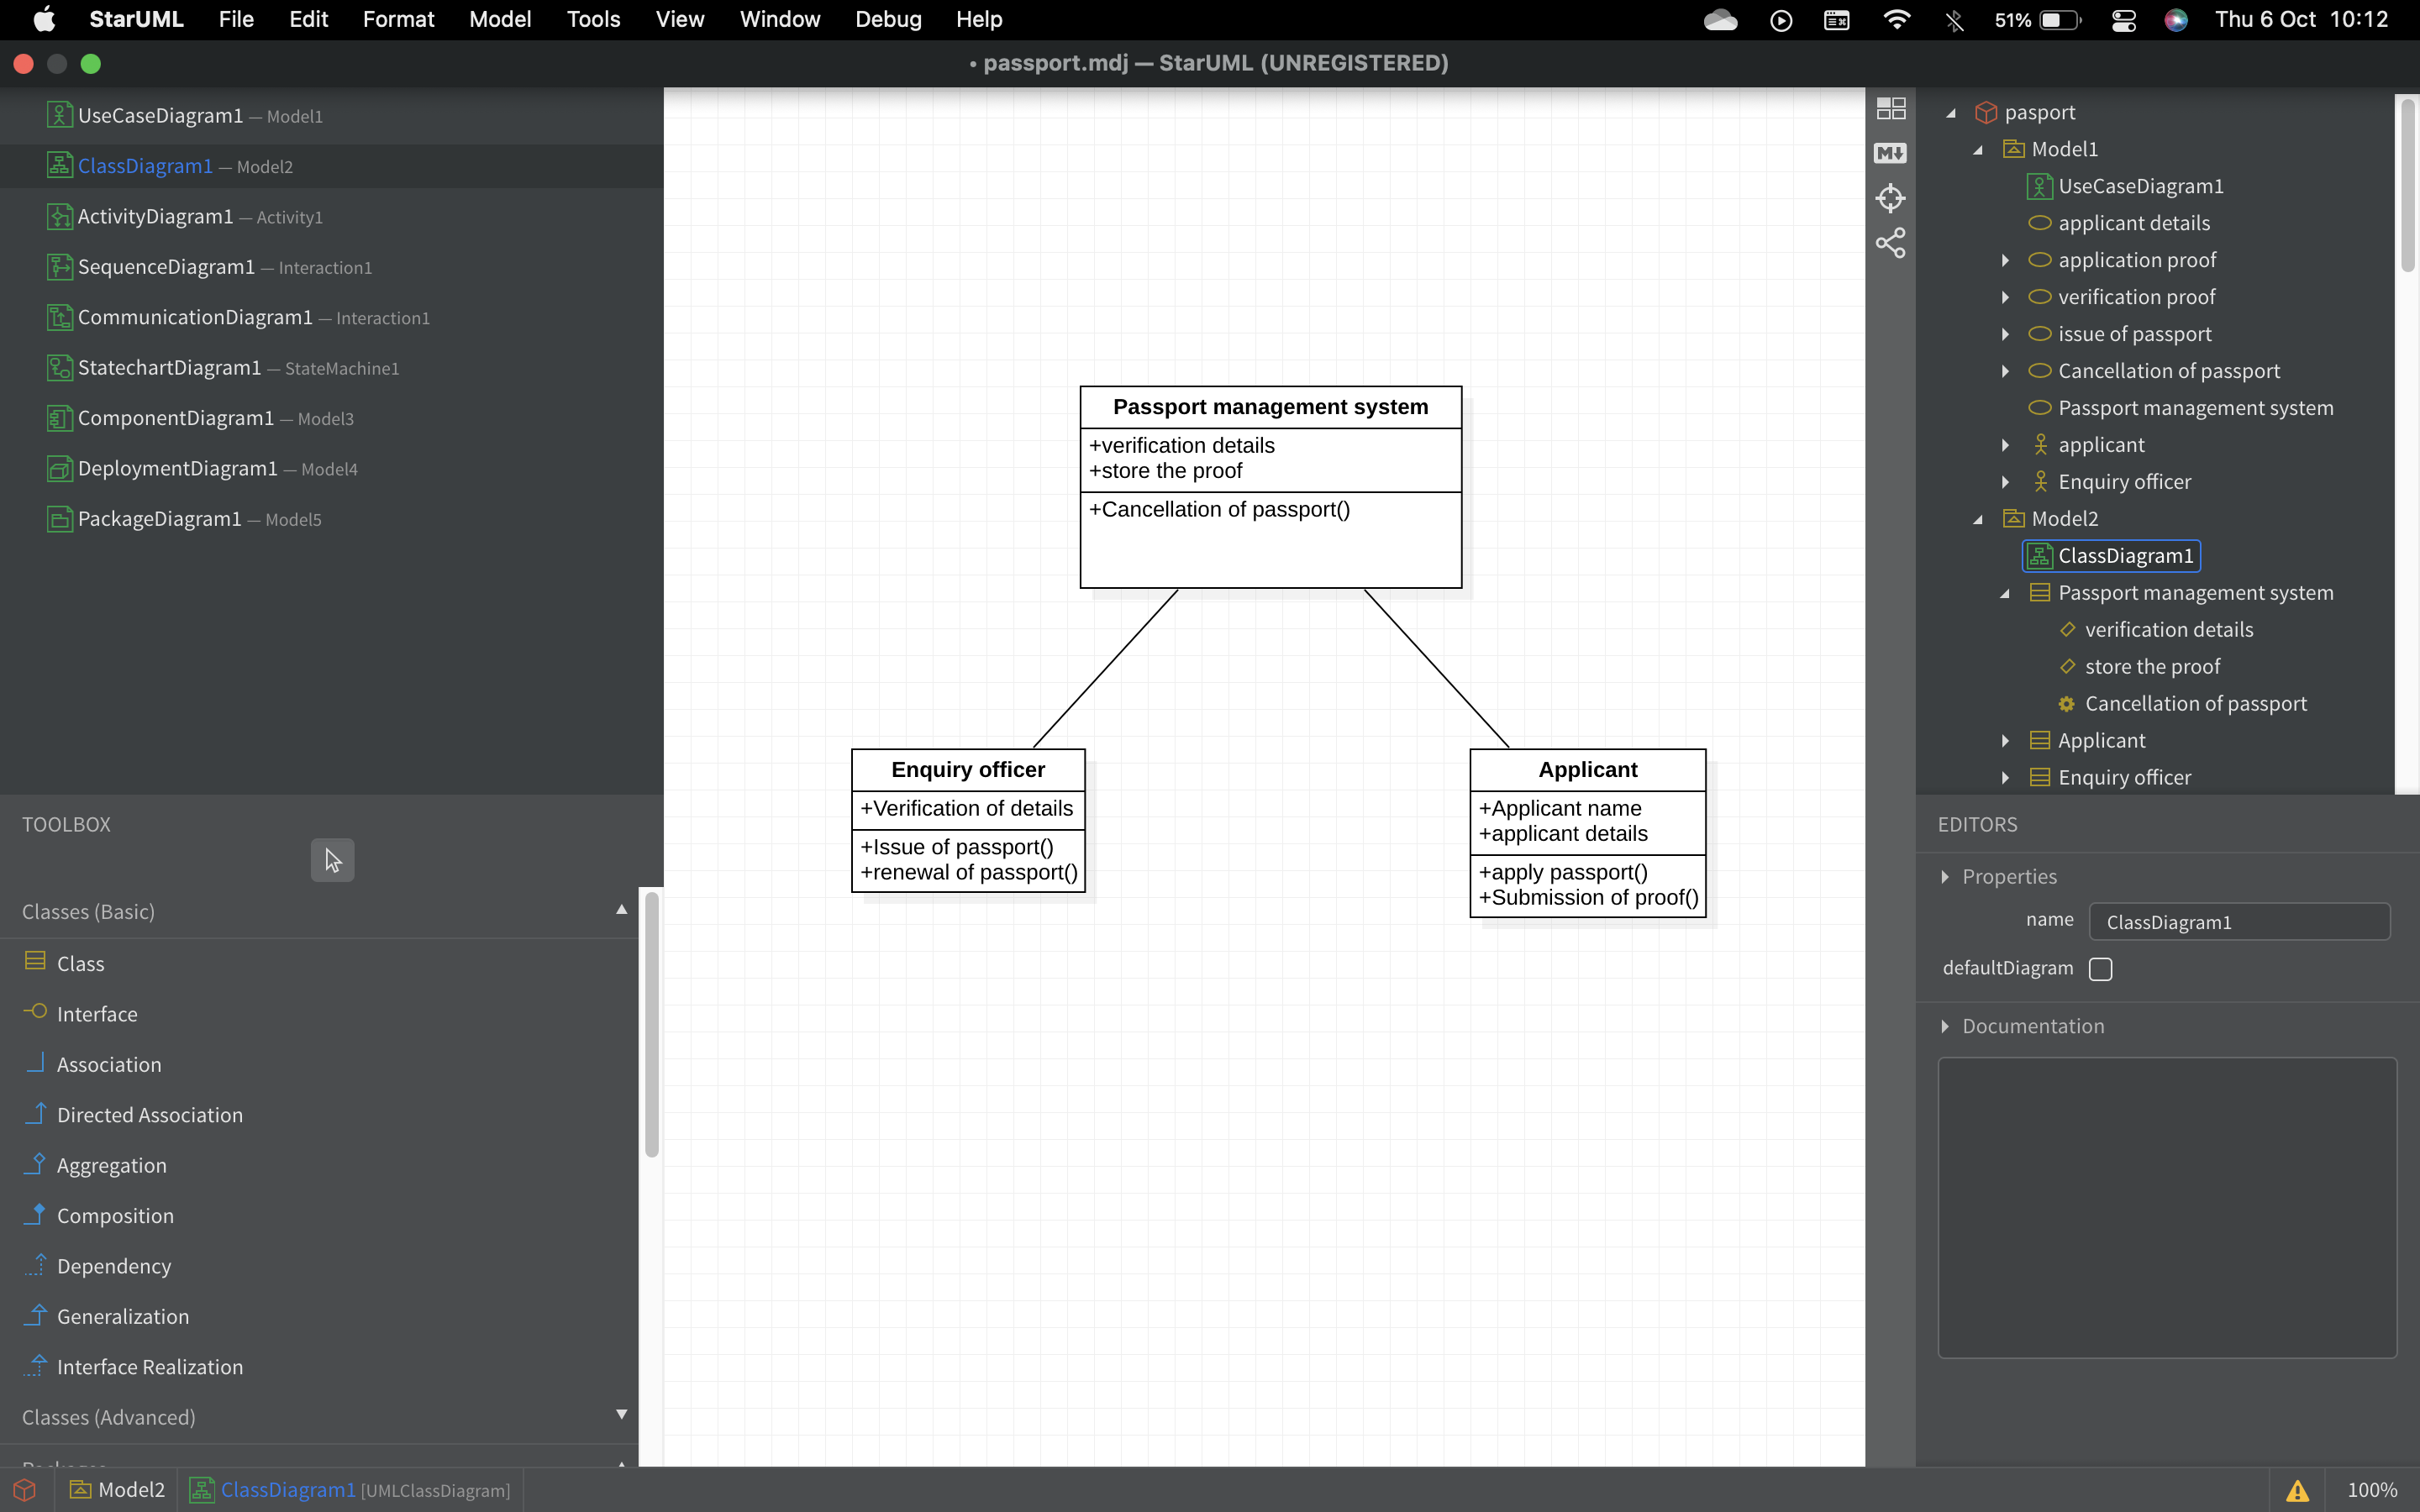 StarUML File Edit Format Model Tools View Window Debug Help 51% Thu 6 Oct 10:12
• passport.mdj — StarUML (UNREGISTERED)
UseCaseDiagram1 — Model1
ClassDiagram1 — Model2
ActivityDiagram1 — Activity1
SequenceDiagram1 — Interaction1
CommunicationDiagram1 — Interaction1
StatechartDiagram1 — StateMachine1
ComponentDiagram1 — Model3
DeploymentDiagram1 — Model4
PackageDiagram1 — Model5
TOOLBOX
Classes (Basic)
Class
Interface
Association
Directed Association
Aggregation
Composition
Dependency
Generalization
Interface Realization
Classes (Advanced)
Passport management system
+verification details
+store the proof
+Cancellation of passport()
Enquiry officer
+Verification of details
+Issue of passport()
+renewal of passport()
Applicant
+Applicant name
+applicant details
+apply passport()
+Submission of proof()
M
pasport
Model1
UseCaseDiagram1
applicant details
application proof
verification proof
issue of passport
Cancellation of passport
Passport management system
applicant
Enquiry officer
Model2
ClassDiagram1
Passport management system
verification details
store the proof
Cancellation of passport
Applicant
Enquiry officer
EDITORS
Properties
name ClassDiagram1
defaultDiagram
Documentation
Model2 ClassDiagram1 [UMLClassDiagram] 100%